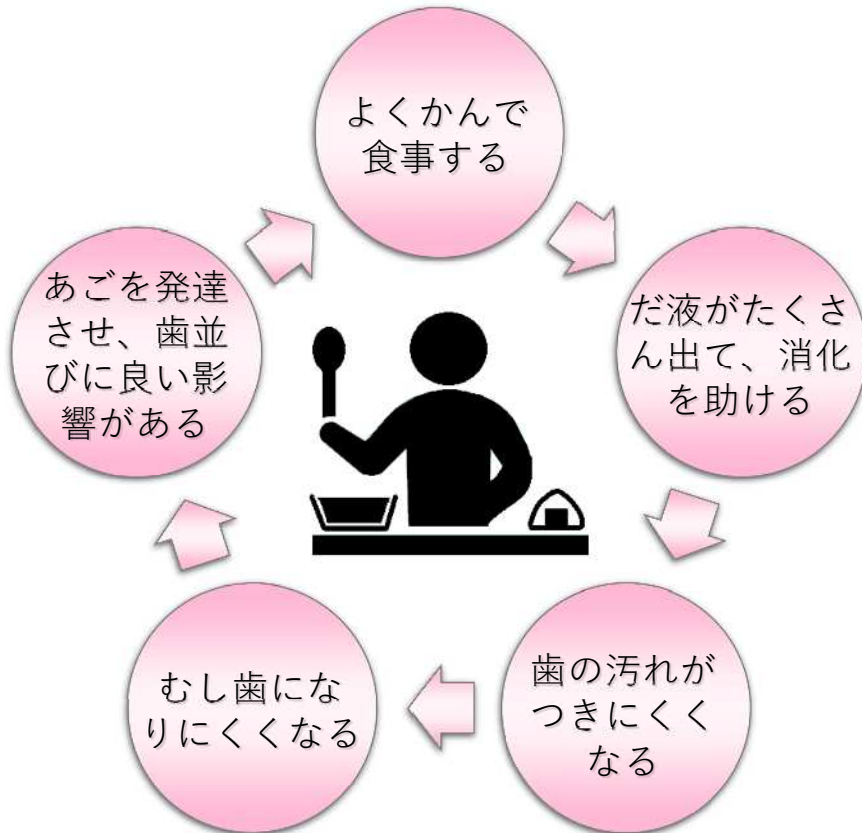 よくかんで
食事する
だ液がたくさ
ん出て、消化
を助ける
歯の汚れが
つきにくく
なる
むし歯にな
りにくくなる
あごを発達
させ、歯並
びに良い影
響がある